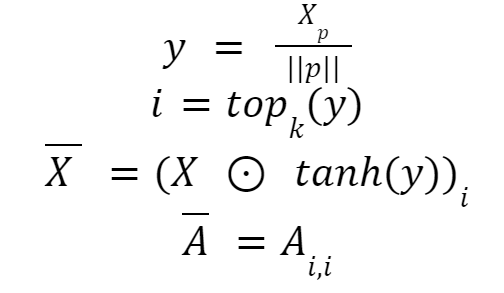 y = X_p / ||p||
i = top_k(y)
X̅ = (X ⊙ tanh(y))_i
A̅ = A_{i,i}